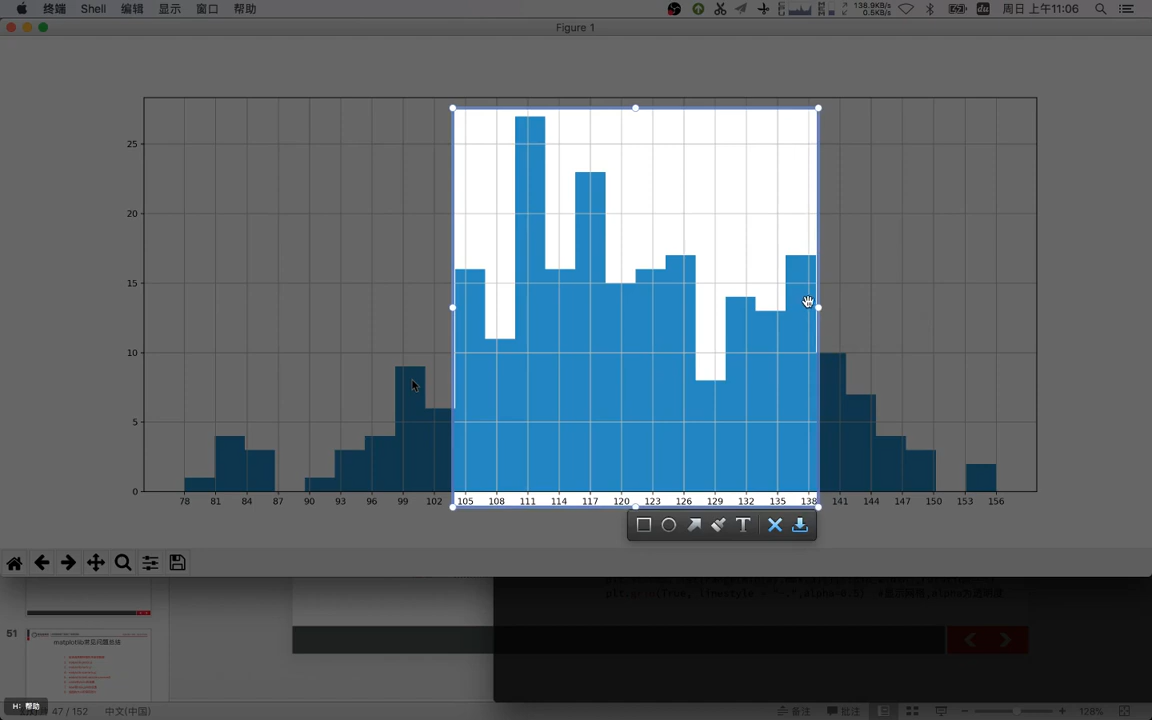 终端 Shell 编辑 显示 窗口 帮助 138.9KB/s 0.5KB/s 周日 上午11:06
Figure 1
25
20
15
10
5
0
78 81 84 87 90 93 96 99 102 105 108 111 114 117 120 123 126 129 132 135 138 141 144 147 150 153 156
T
51
matplotlib常见问题总结
H: 帮助
47 / 152 中文(中国) 备注 批注 128%